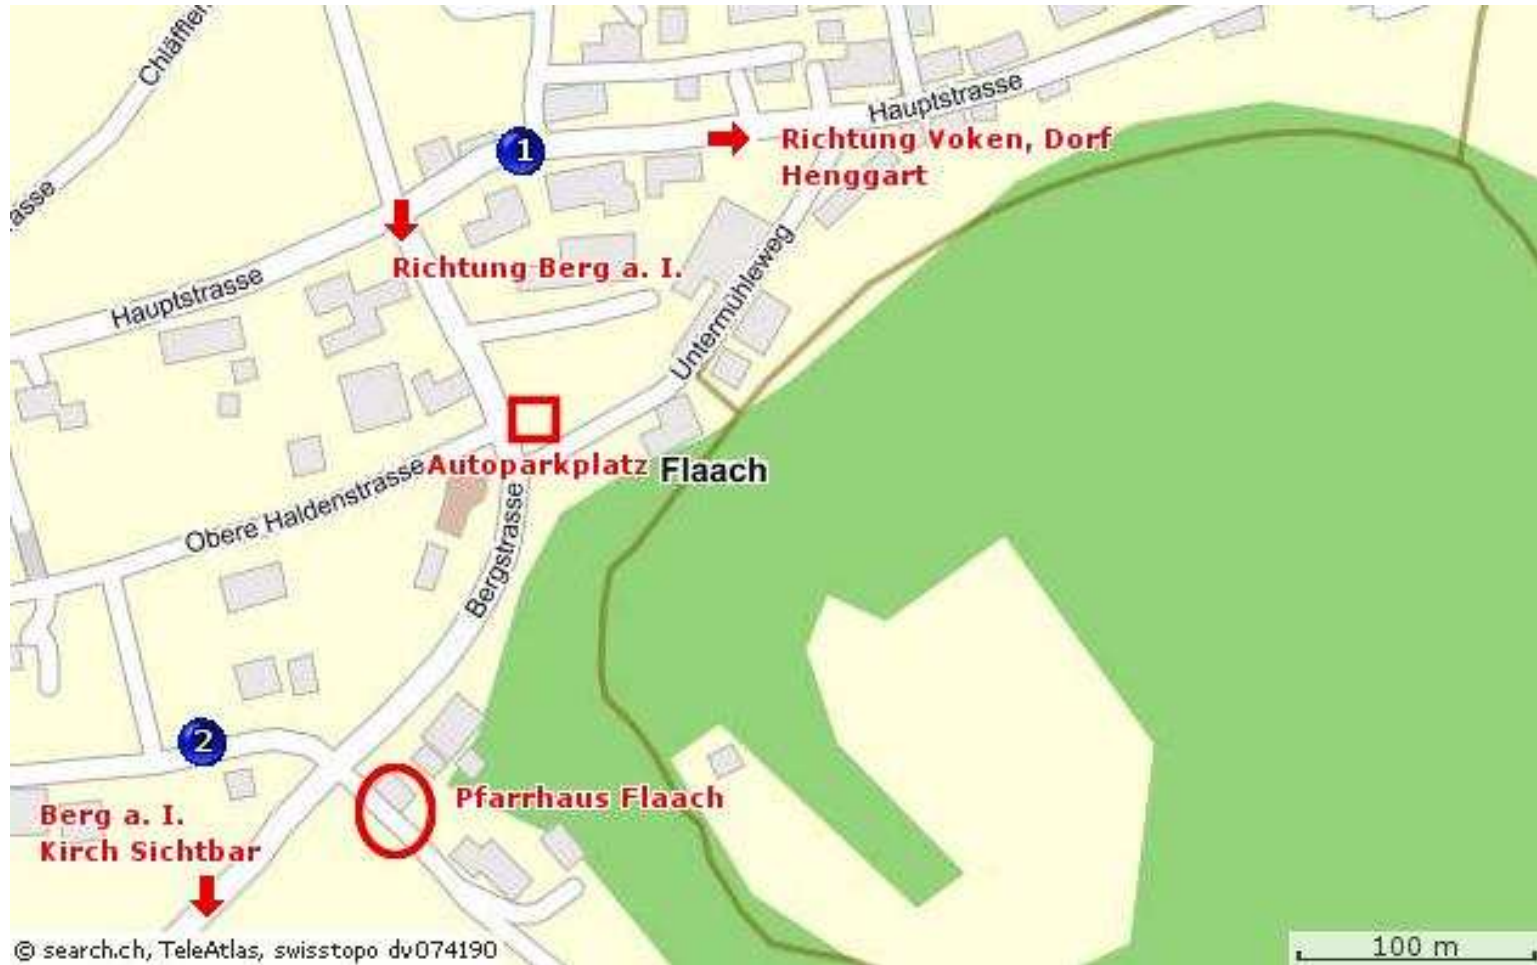 Chläfflen
Hauptstrasse
1
Richtung Voken, Dorf
Henggart
asse
Richtung Berg a. I.
Hauptstrasse
Untermühleweg
Autoparkplatz
Flaach
Obere Haldenstrasse
Bergstrasse
2
Pfarrhaus Flaach
Berg a. I.
Kirch Sichtbar
© search.ch, TeleAtlas, swisstopo dv074190
100 m